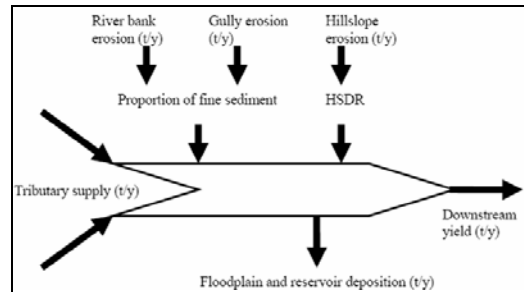 River bank
erosion (t/y)
Gully erosion
(t/y)
Hillslope
erosion (t/y)
Proportion of fine sediment
HSDR
Tributary supply (t/y)
Downstream
yield (t/y)
Floodplain and reservoir deposition (t/y)